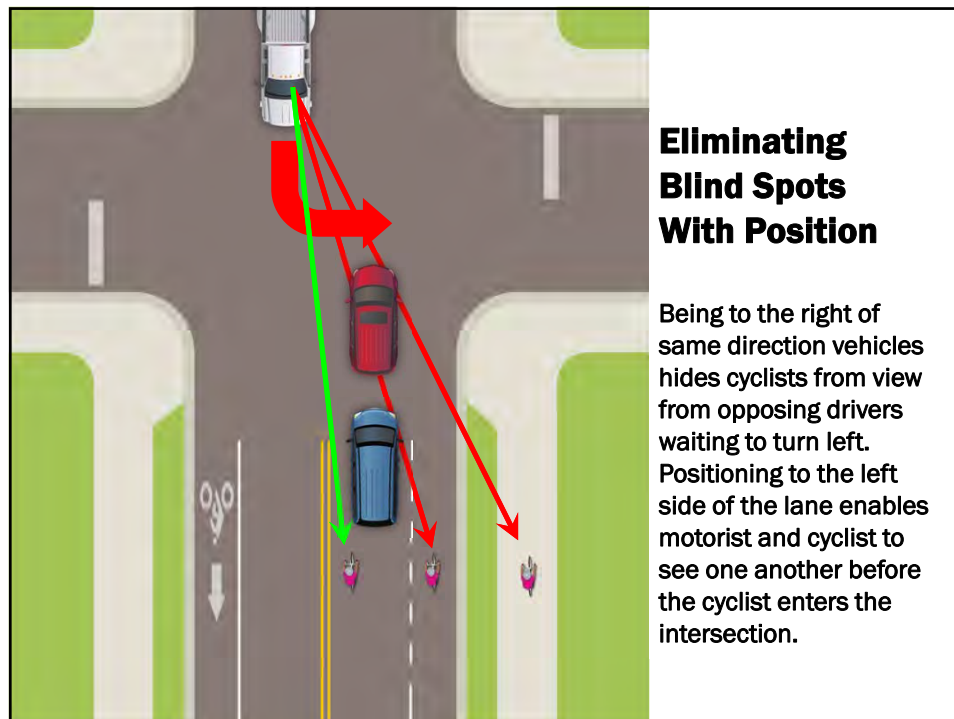 Eliminating
Blind Spots
With Position
Being to the right of
same direction vehicles
hides cyclists from view
from opposing drivers
waiting to turn left.
Positioning to the left
side of the lane enables
motorist and cyclist to
see one another before
the cyclist enters the
intersection.